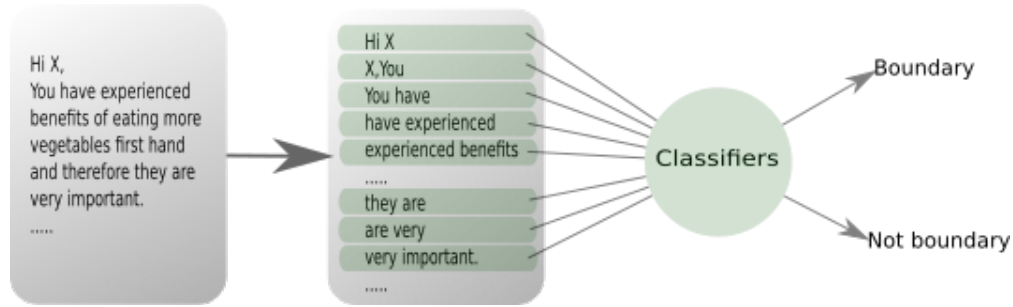 Hi X,
You have experienced
benefits of eating more
vegetables first hand
and therefore they are
very important.
.....
Hi X
X,You
You have
have experienced
experienced benefits
.....
they are
are very
very important.
.....
Classifiers
Boundary
Not boundary